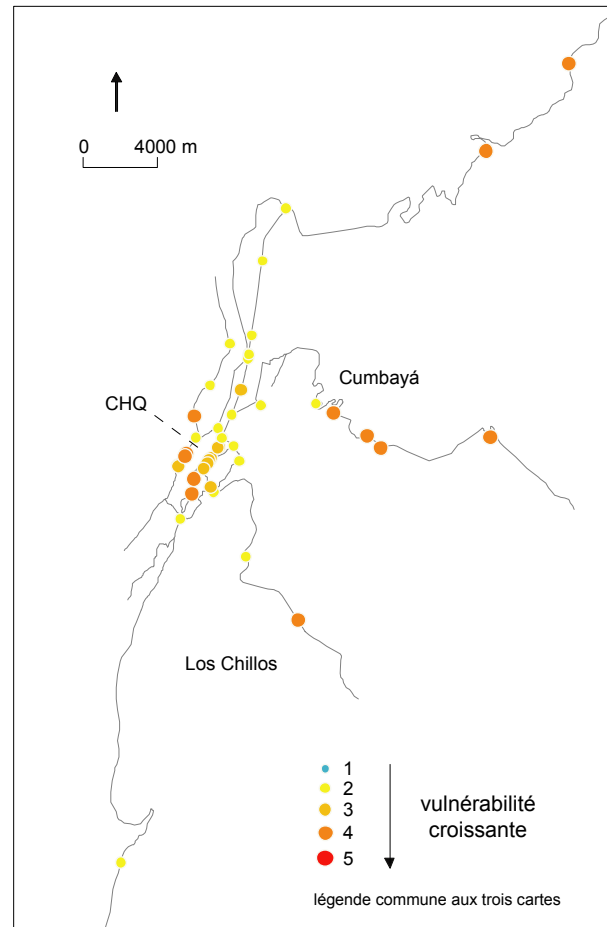 0 4000 m
Cumbayá
CHQ
Los Chillos
1
2
3
4
5
vulnérabilité
croissante
légende commune aux trois cartes